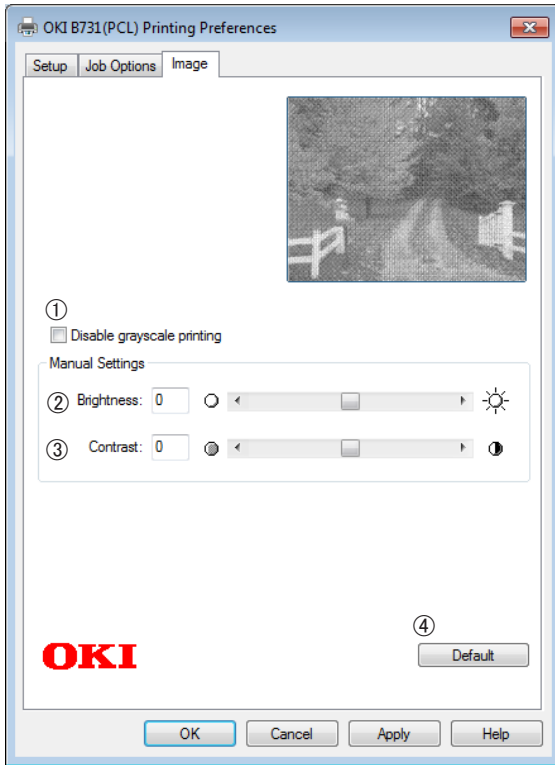 OKI B731(PCL) Printing Preferences
Setup Job Options Image
①
Disable grayscale printing
Manual Settings
② Brightness: 0
③ Contrast: 0
④
OKI Default
OK Cancel Apply Help